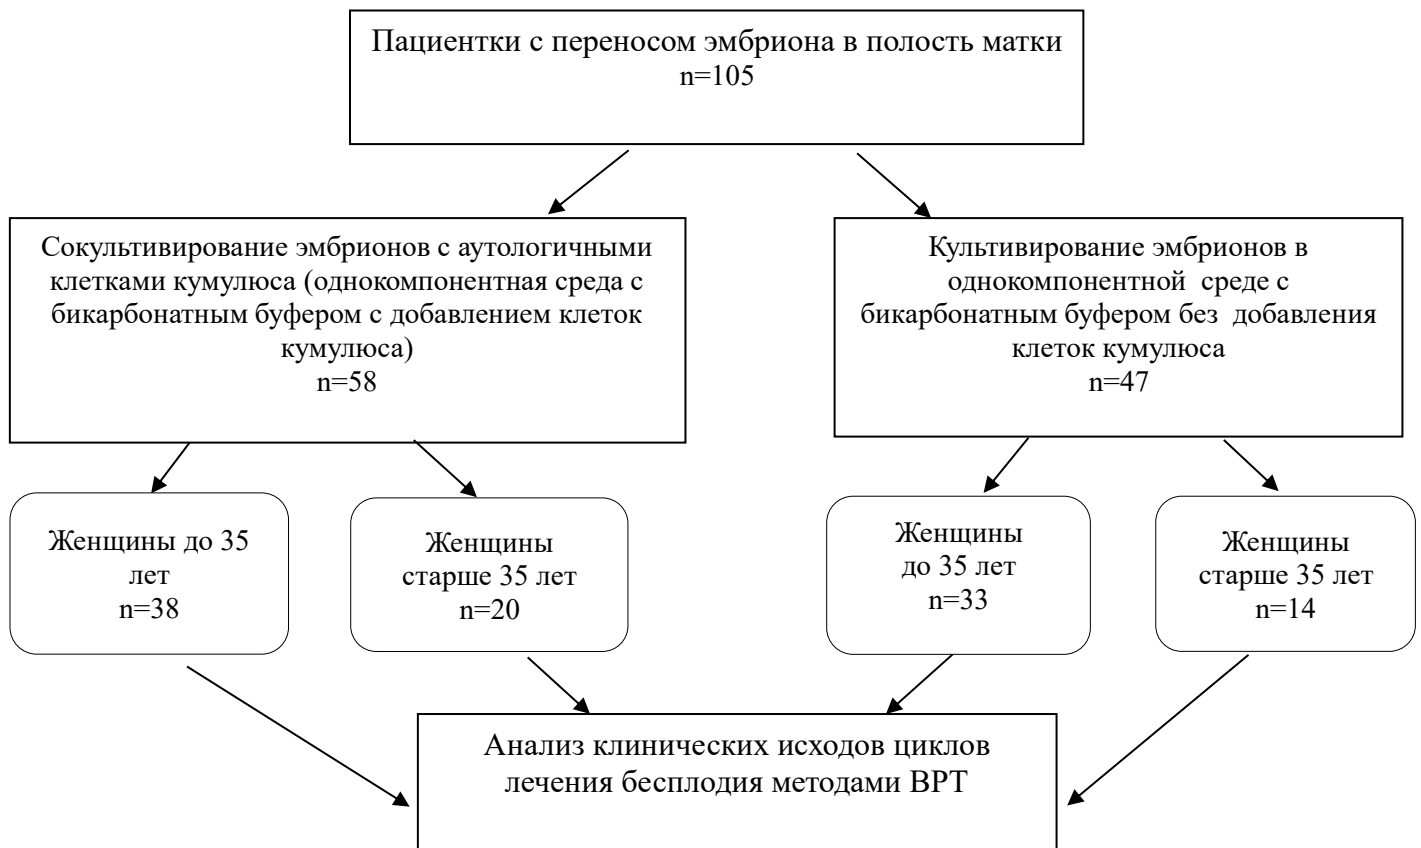 Пациентки с переносом эмбриона в полость матки
n=105
Сокультивирование эмбрионов с аутологичными
клетками кумулюса (однокомпонентная среда с
бикарбонатным буфером с добавлением клеток
кумулюса)
n=58
Культивирование эмбрионов в
однокомпонентной среде с
бикарбонатным буфером без добавления
клеток кумулюса
n=47
Женщины до 35
лет
n=38
Женщины
старше 35 лет
n=20
Женщины
до 35 лет
n=33
Женщины
старше 35 лет
n=14
Анализ клинических исходов циклов
лечения бесплодия методами ВРТ